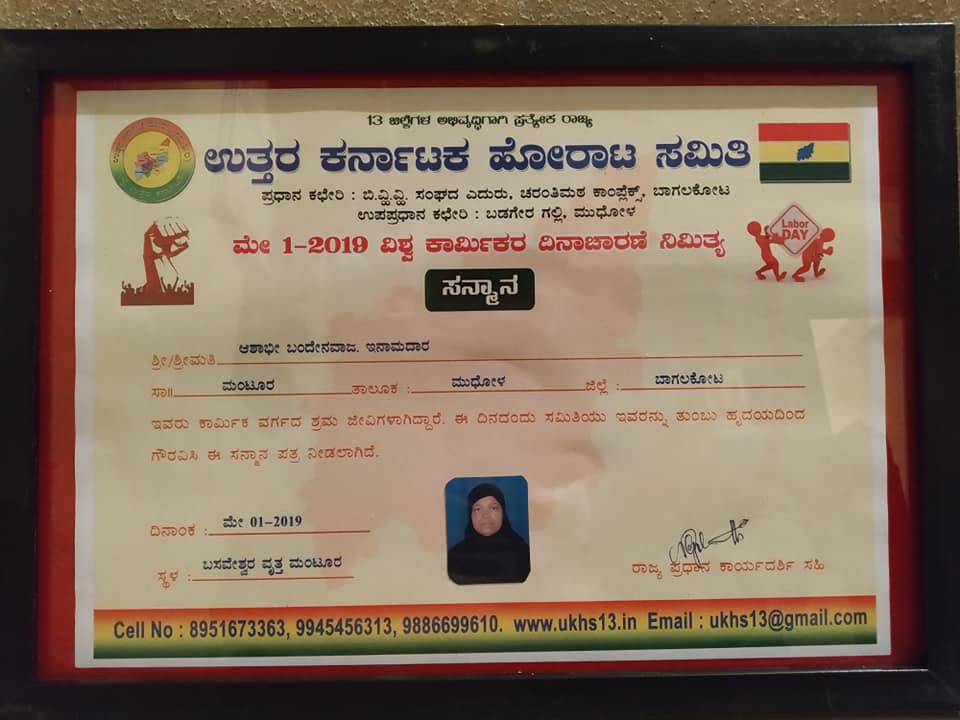 13 ಜಿಲ್ಲೆಗಳ ಅಭಿವೃದ್ಧಿಗಾಗಿ ಪ್ರತ್ಯೇಕ ರಾಜ್ಯ
ಉತ್ತರ ಕರ್ನಾಟಕ ಹೋರಾಟ ಸಮಿತಿ
ಪ್ರಧಾನ ಕಛೇರಿ : ಬಿ.ವ್ಹಿ.ವ್ಹಿ. ಸಂಘದ ಎದುರು, ಚರಂತಿಮಠ ಕಾಂಪ್ಲೆಕ್ಸ್, ಬಾಗಲಕೋಟ
ಉಪಪ್ರಧಾನ ಕಛೇರಿ : ಬಡಗೇರ ಗಲ್ಲಿ, ಮುಧೋಳ
ಮೇ 1-2019 ವಿಶ್ವ ಕಾರ್ಮಿಕರ ದಿನಾಚಾರಣೆ ನಿಮಿತ್ಯ
Labor
DAY
ಸನ್ಮಾನ
ಶ್ರೀ/ಶ್ರೀಮತಿ ಆಶಾಭೀ ಬಂದೇನವಾಜ. ಇನಾಮದಾರ
ಸಾ॥ ಮಂಟೂರ ತಾಲೂಕ : ಮುಧೋಳ ಜಿಲ್ಲೆ : ಬಾಗಲಕೋಟ
ಇವರು ಕಾರ್ಮಿಕ ವರ್ಗದ ಶ್ರಮ ಜೀವಿಗಳಾಗಿದ್ದಾರೆ. ಈ ದಿನದಂದು ಸಮಿತಿಯು ಇವರನ್ನು ತುಂಬು ಹೃದಯದಿಂದ
ಗೌರವಿಸಿ ಈ ಸನ್ಮಾನ ಪತ್ರ ನೀಡಲಾಗಿದೆ.
ದಿನಾಂಕ : ಮೇ 01-2019
ಸ್ಥಳ : ಬಸವೇಶ್ವರ ವೃತ್ತ ಮಂಟೂರ
ರಾಜ್ಯ ಪ್ರಧಾನ ಕಾರ್ಯದರ್ಶಿ ಸಹಿ
Cell No : 8951673363, 9945456313, 9886699610. www.ukhs13.in Email : ukhs13@gmail.com